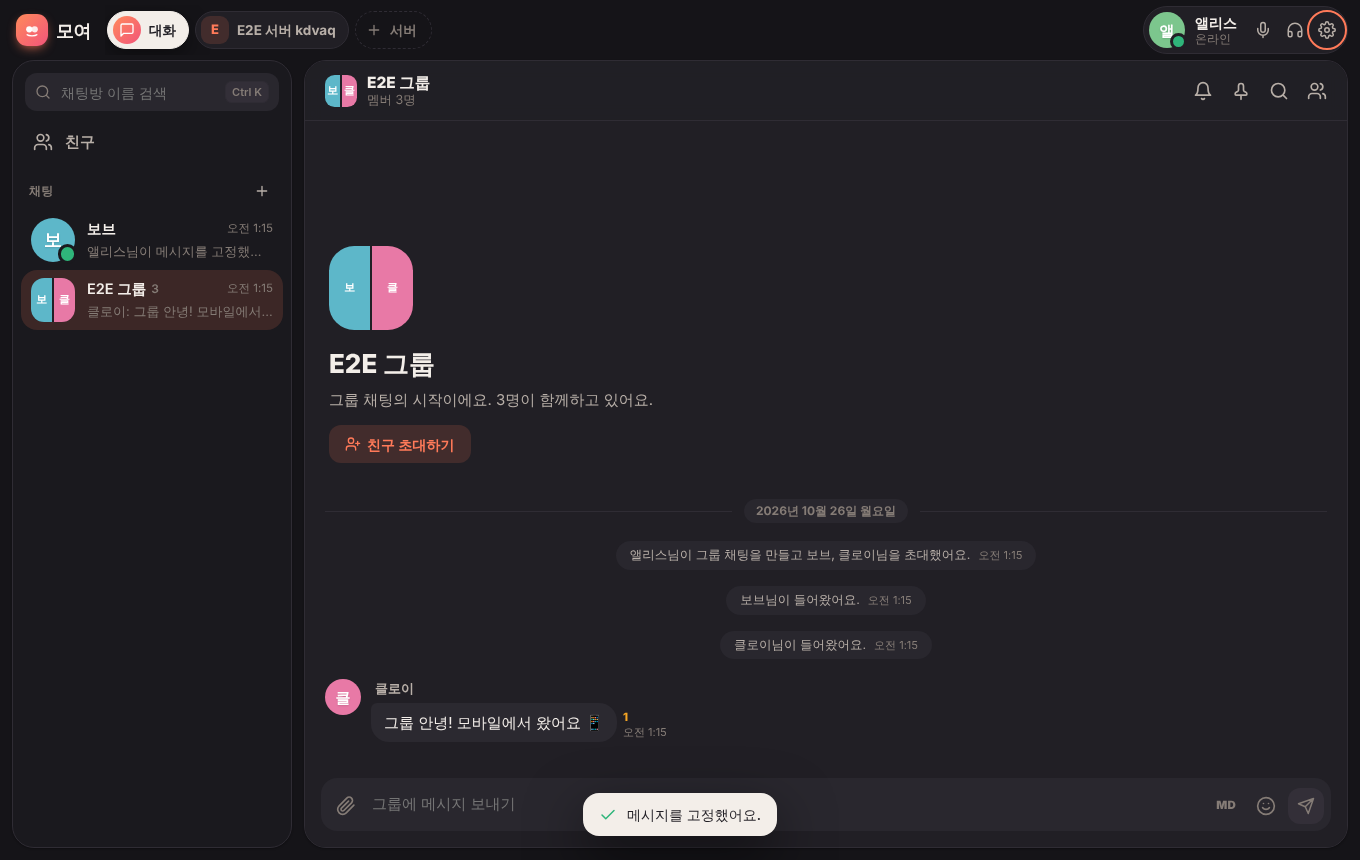 모여
대화
E
E2E 서버 kdvaq
서버
앨
앨리스
온라인
채팅방 이름 검색
Ctrl K
친구
채팅
보
보브
오전 1:15
앨리스님이 메시지를 고정했...
보
클
E2E 그룹 3
오전 1:15
클로이: 그룹 안녕! 모바일에서...
보
클
E2E 그룹
멤버 3명
보
클
E2E 그룹
그룹 채팅의 시작이에요. 3명이 함께하고 있어요.
친구 초대하기
2026년 10월 26일 월요일
앨리스님이 그룹 채팅을 만들고 보브, 클로이님을 초대했어요. 오전 1:15
보브님이 들어왔어요. 오전 1:15
클로이님이 들어왔어요. 오전 1:15
클
클로이
그룹 안녕! 모바일에서 왔어요 📱
1
오전 1:15
그룹에 메시지 보내기
MD
메시지를 고정했어요.